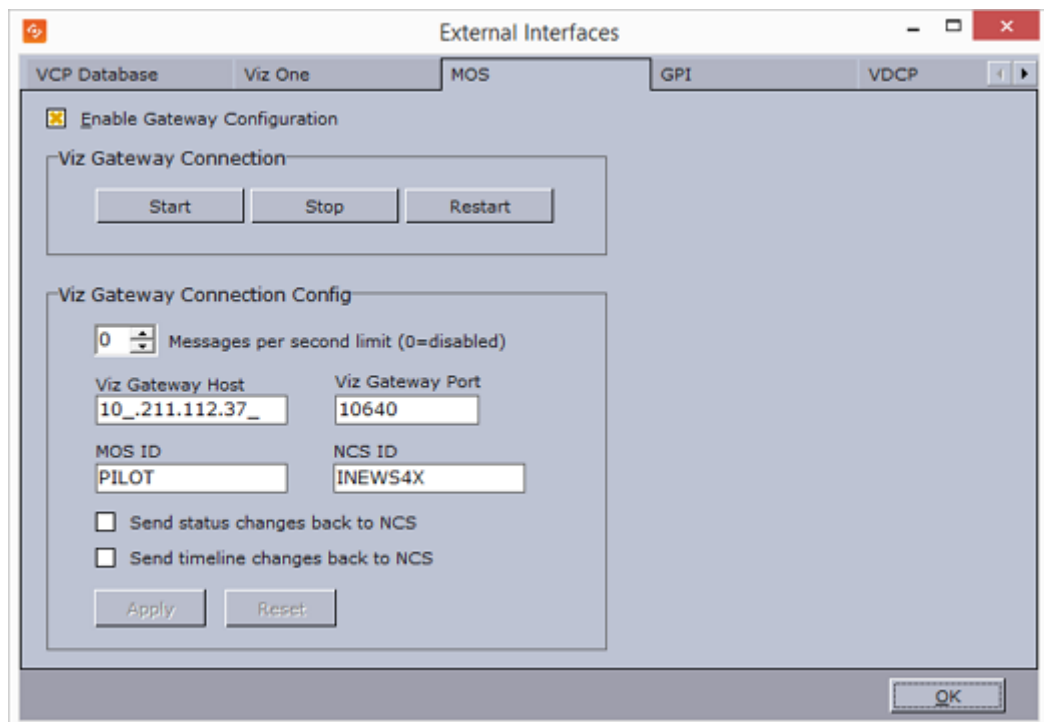 External Interfaces
VCP Database Viz One MOS GPI VDCP
Enable Gateway Configuration
Viz Gateway Connection
Start Stop Restart
Viz Gateway Connection Config
0 Messages per second limit (0=disabled)
Viz Gateway Host Viz Gateway Port
10_.211.112.37_ 10640
MOS ID NCS ID
PILOT INEWS4X
Send status changes back to NCS
Send timeline changes back to NCS
Apply Reset
OK